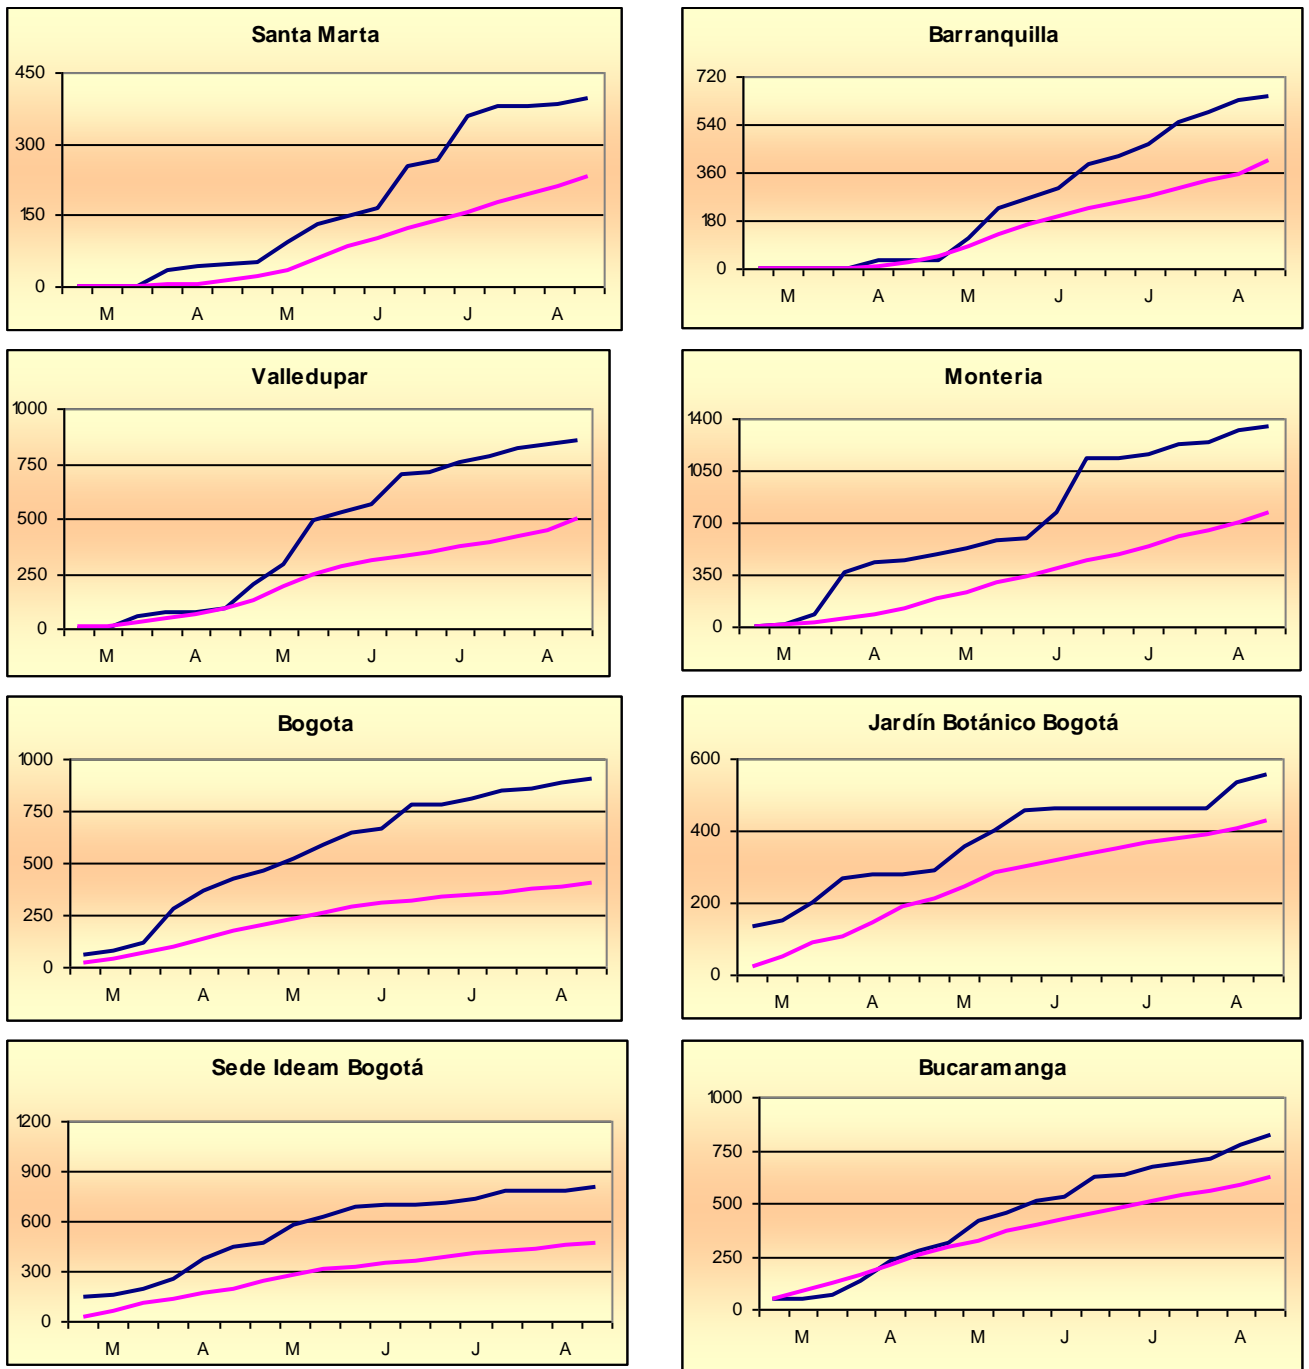 Santa Marta
450
300
150
0
M A M J J A
Barranquilla
720
540
360
180
0
M A M J J A
Valledupar
1000
750
500
250
0
M A M J J A
Monteria
1400
1050
700
350
0
M A M J J A
Bogota
1000
750
500
250
0
M A M J J A
Jardín Botánico Bogotá
600
400
200
0
M A M J J A
Sede Ideam Bogotá
1200
900
600
300
0
M A M J J A
Bucaramanga
1000
750
500
250
0
M A M J J A